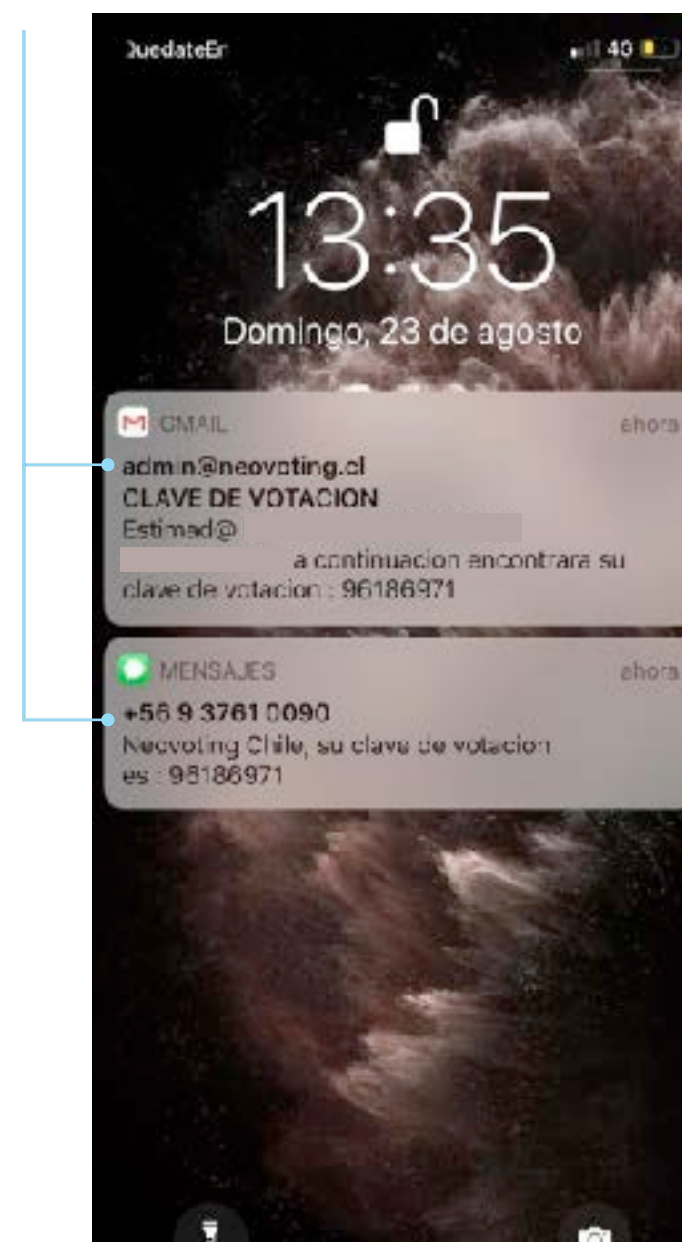 QuedateEn
4G
13:35
Domingo, 23 de agosto
GMAIL
ahora
admin@neovoting.cl
CLAVE DE VOTACION
Estimad@
a continuacion encontrara su
clave de votacion : 96186971
MENSAJES
ahora
+56 9 3761 0090
Neovoting Chile, su clave de votacion
es : 96186971